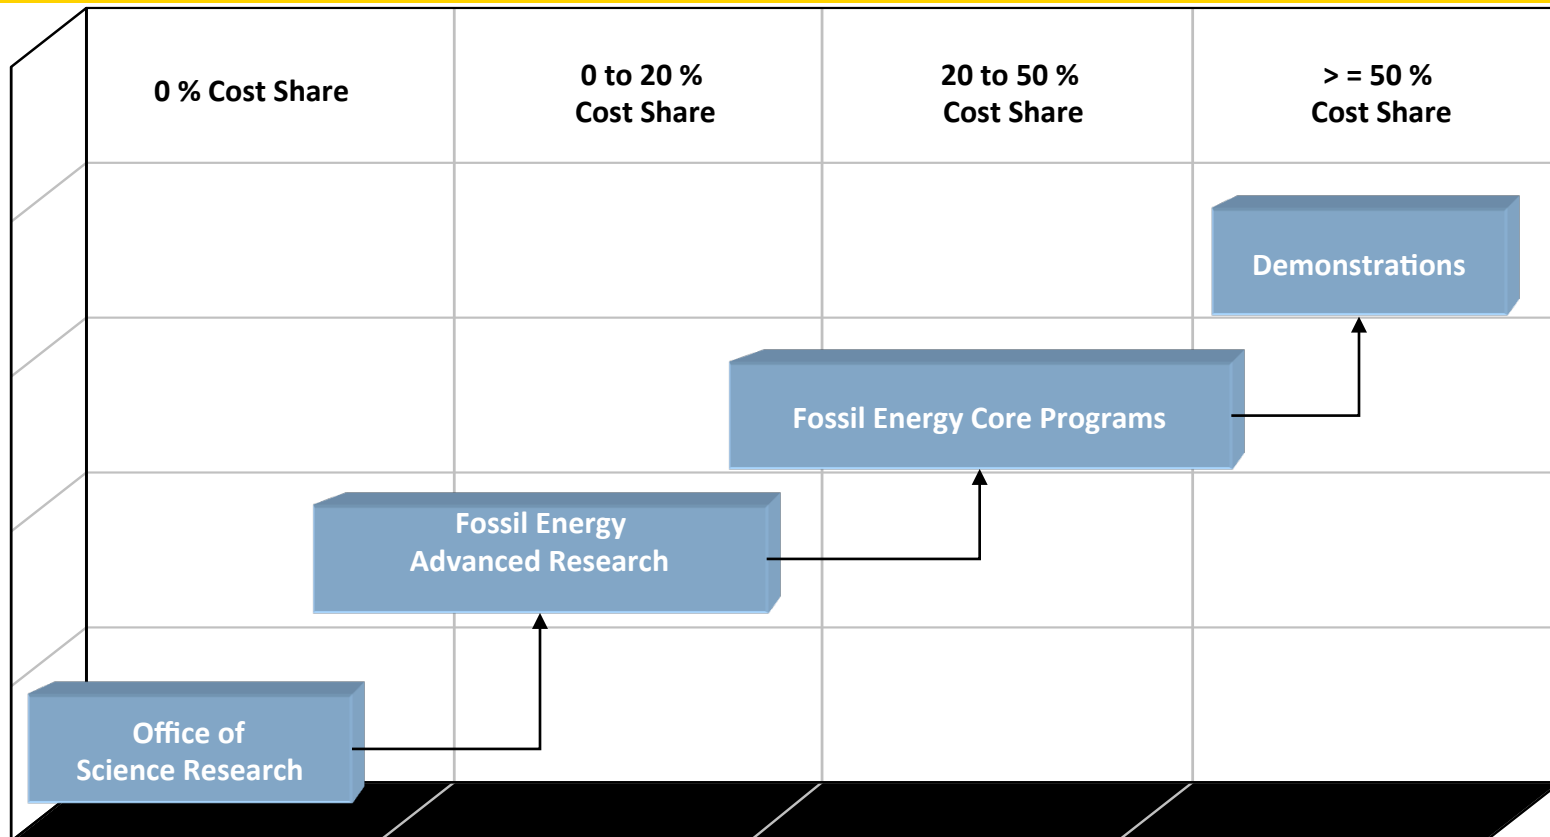 0 % Cost Share
0 to 20 %
Cost Share
20 to 50 %
Cost Share
> = 50 %
Cost Share
Demonstrations
Fossil Energy Core Programs
Fossil Energy
Advanced Research
Office of
Science Research